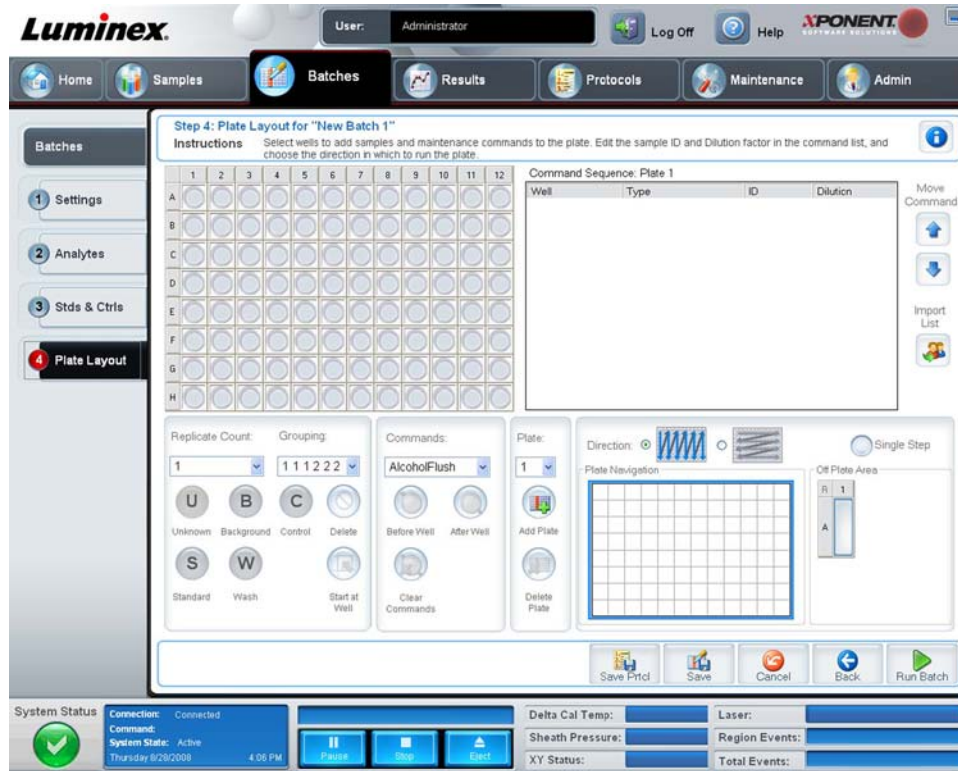 Luminex.
User: Administrator
Log Off
Help
XPONENT
SOFTWARE SOLUTIONS
Home
Samples
Batches
Results
Protocols
Maintenance
Admin
Batches
1 Settings
2 Analytes
3 Stds & Ctrls
4 Plate Layout
Step 4: Plate Layout for "New Batch 1"
Instructions Select wells to add samples and maintenance commands to the plate. Edit the sample ID and Dilution factor in the command list, and
choose the direction in which to run the plate.
1 2 3 4 5 6 7 8 9 10 11 12
A
B
C
D
E
F
G
H
Command Sequence: Plate 1
Well Type ID Dilution
Move
Command
Import
List
Replicate Count: Grouping:
1 111222
U B C
Unknown Background Control Delete
S W
Standard Wash Start at
Well
Commands:
AlcoholFlush
Before Well After Well
Clear
Commands
Plate:
1
Add Plate
Delete
Plate
Direction:
Single Step
Plate Navigation
Off Plate Area
R 1
A
Save Prtcl
Save
Cancel
Back
Run Batch
System Status
Connection: Connected
Command:
System State: Active
Thursday 8/28/2008 4:06 PM
Pause
Stop
Eject
Delta Cal Temp:
Sheath Pressure:
XY Status:
Laser:
Region Events:
Total Events: